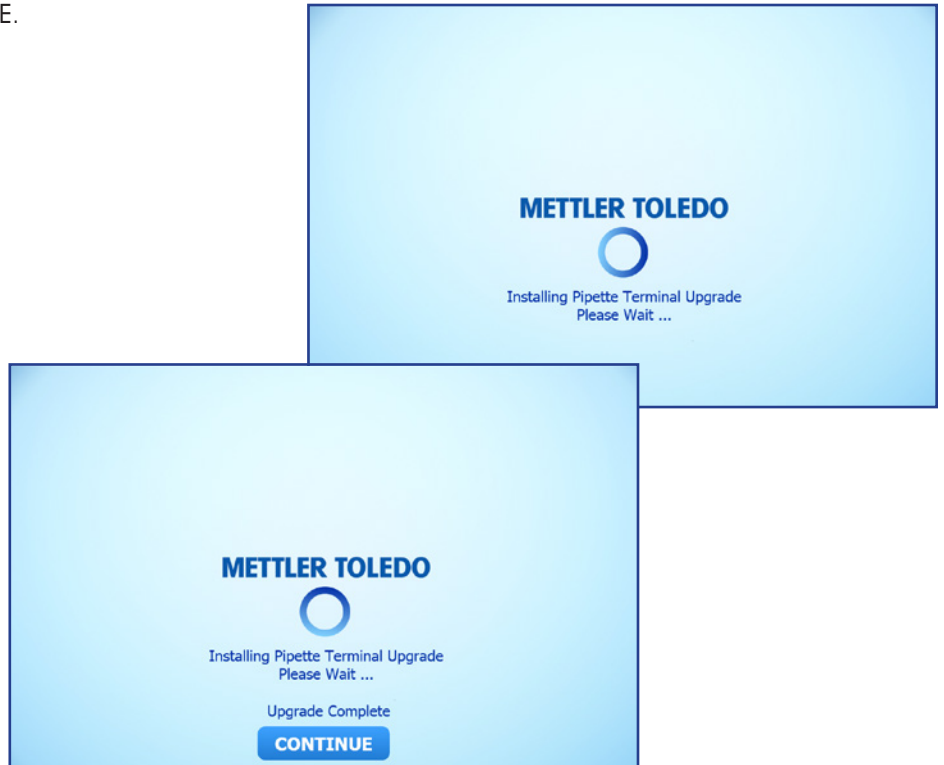 E.
METTLER TOLEDO
Installing Pipette Terminal Upgrade
Please Wait ...
METTLER TOLEDO
Installing Pipette Terminal Upgrade
Please Wait ...
Upgrade Complete
CONTINUE